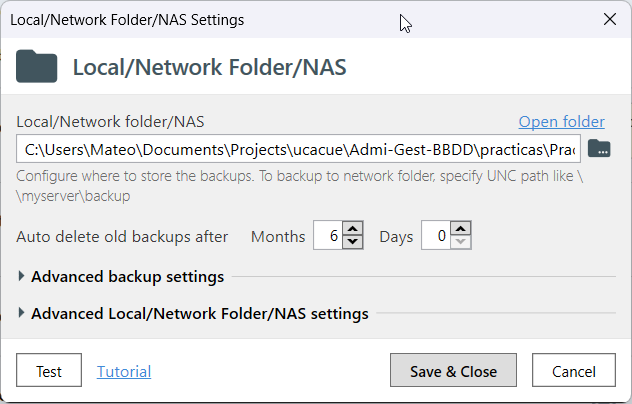 Local/Network Folder/NAS Settings
Local/Network Folder/NAS
Local/Network folder/NAS Open folder
C:\Users\Mateo\Documents\Projects\ucacue\Admi-Gest-BBDD\practicas\Prac
Configure where to store the backups. To backup to network folder, specify UNC path like \
\myserver\backup
Auto delete old backups after Months 6 Days 0
Advanced backup settings
Advanced Local/Network Folder/NAS settings
Test Tutorial Save & Close Cancel